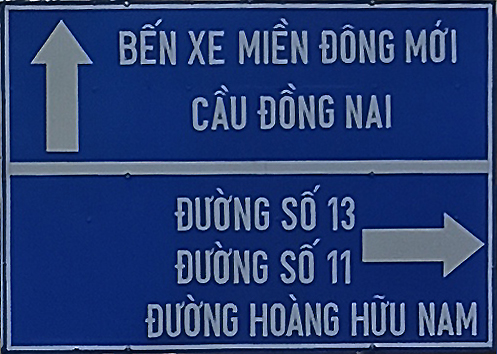 BẾN XE MIỀN ĐÔNG MỚI
CẦU ĐỒNG NAI
ĐƯỜNG SỐ 13
ĐƯỜNG SỐ 11
ĐƯỜNG HOÀNG HỮU NAM